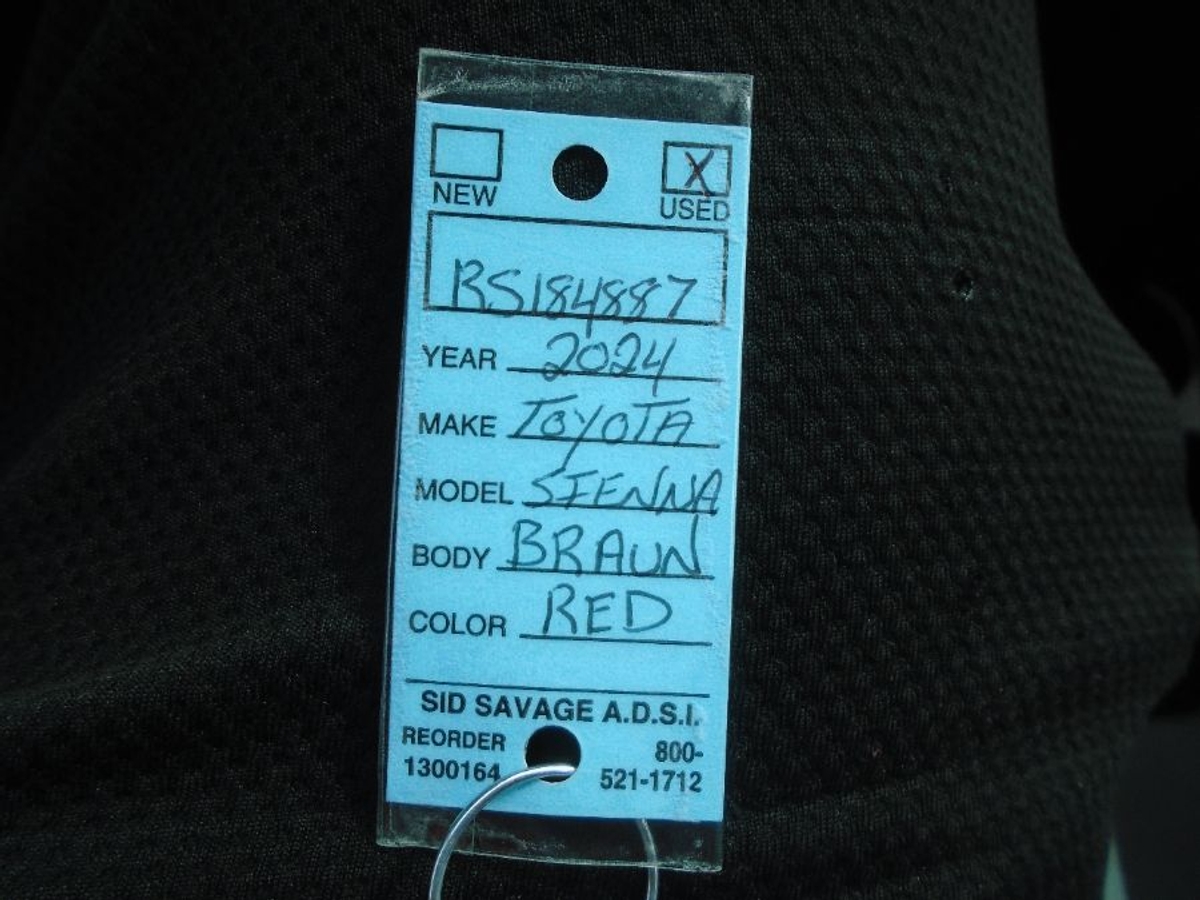 X
NEW USED
RS184887
YEAR 2024
MAKE TOYOTA
MODEL SIENNA
BODY BRAUN
COLOR RED
SID SAVAGE A.D.S.I.
REORDER 800-
1300164 521-1712